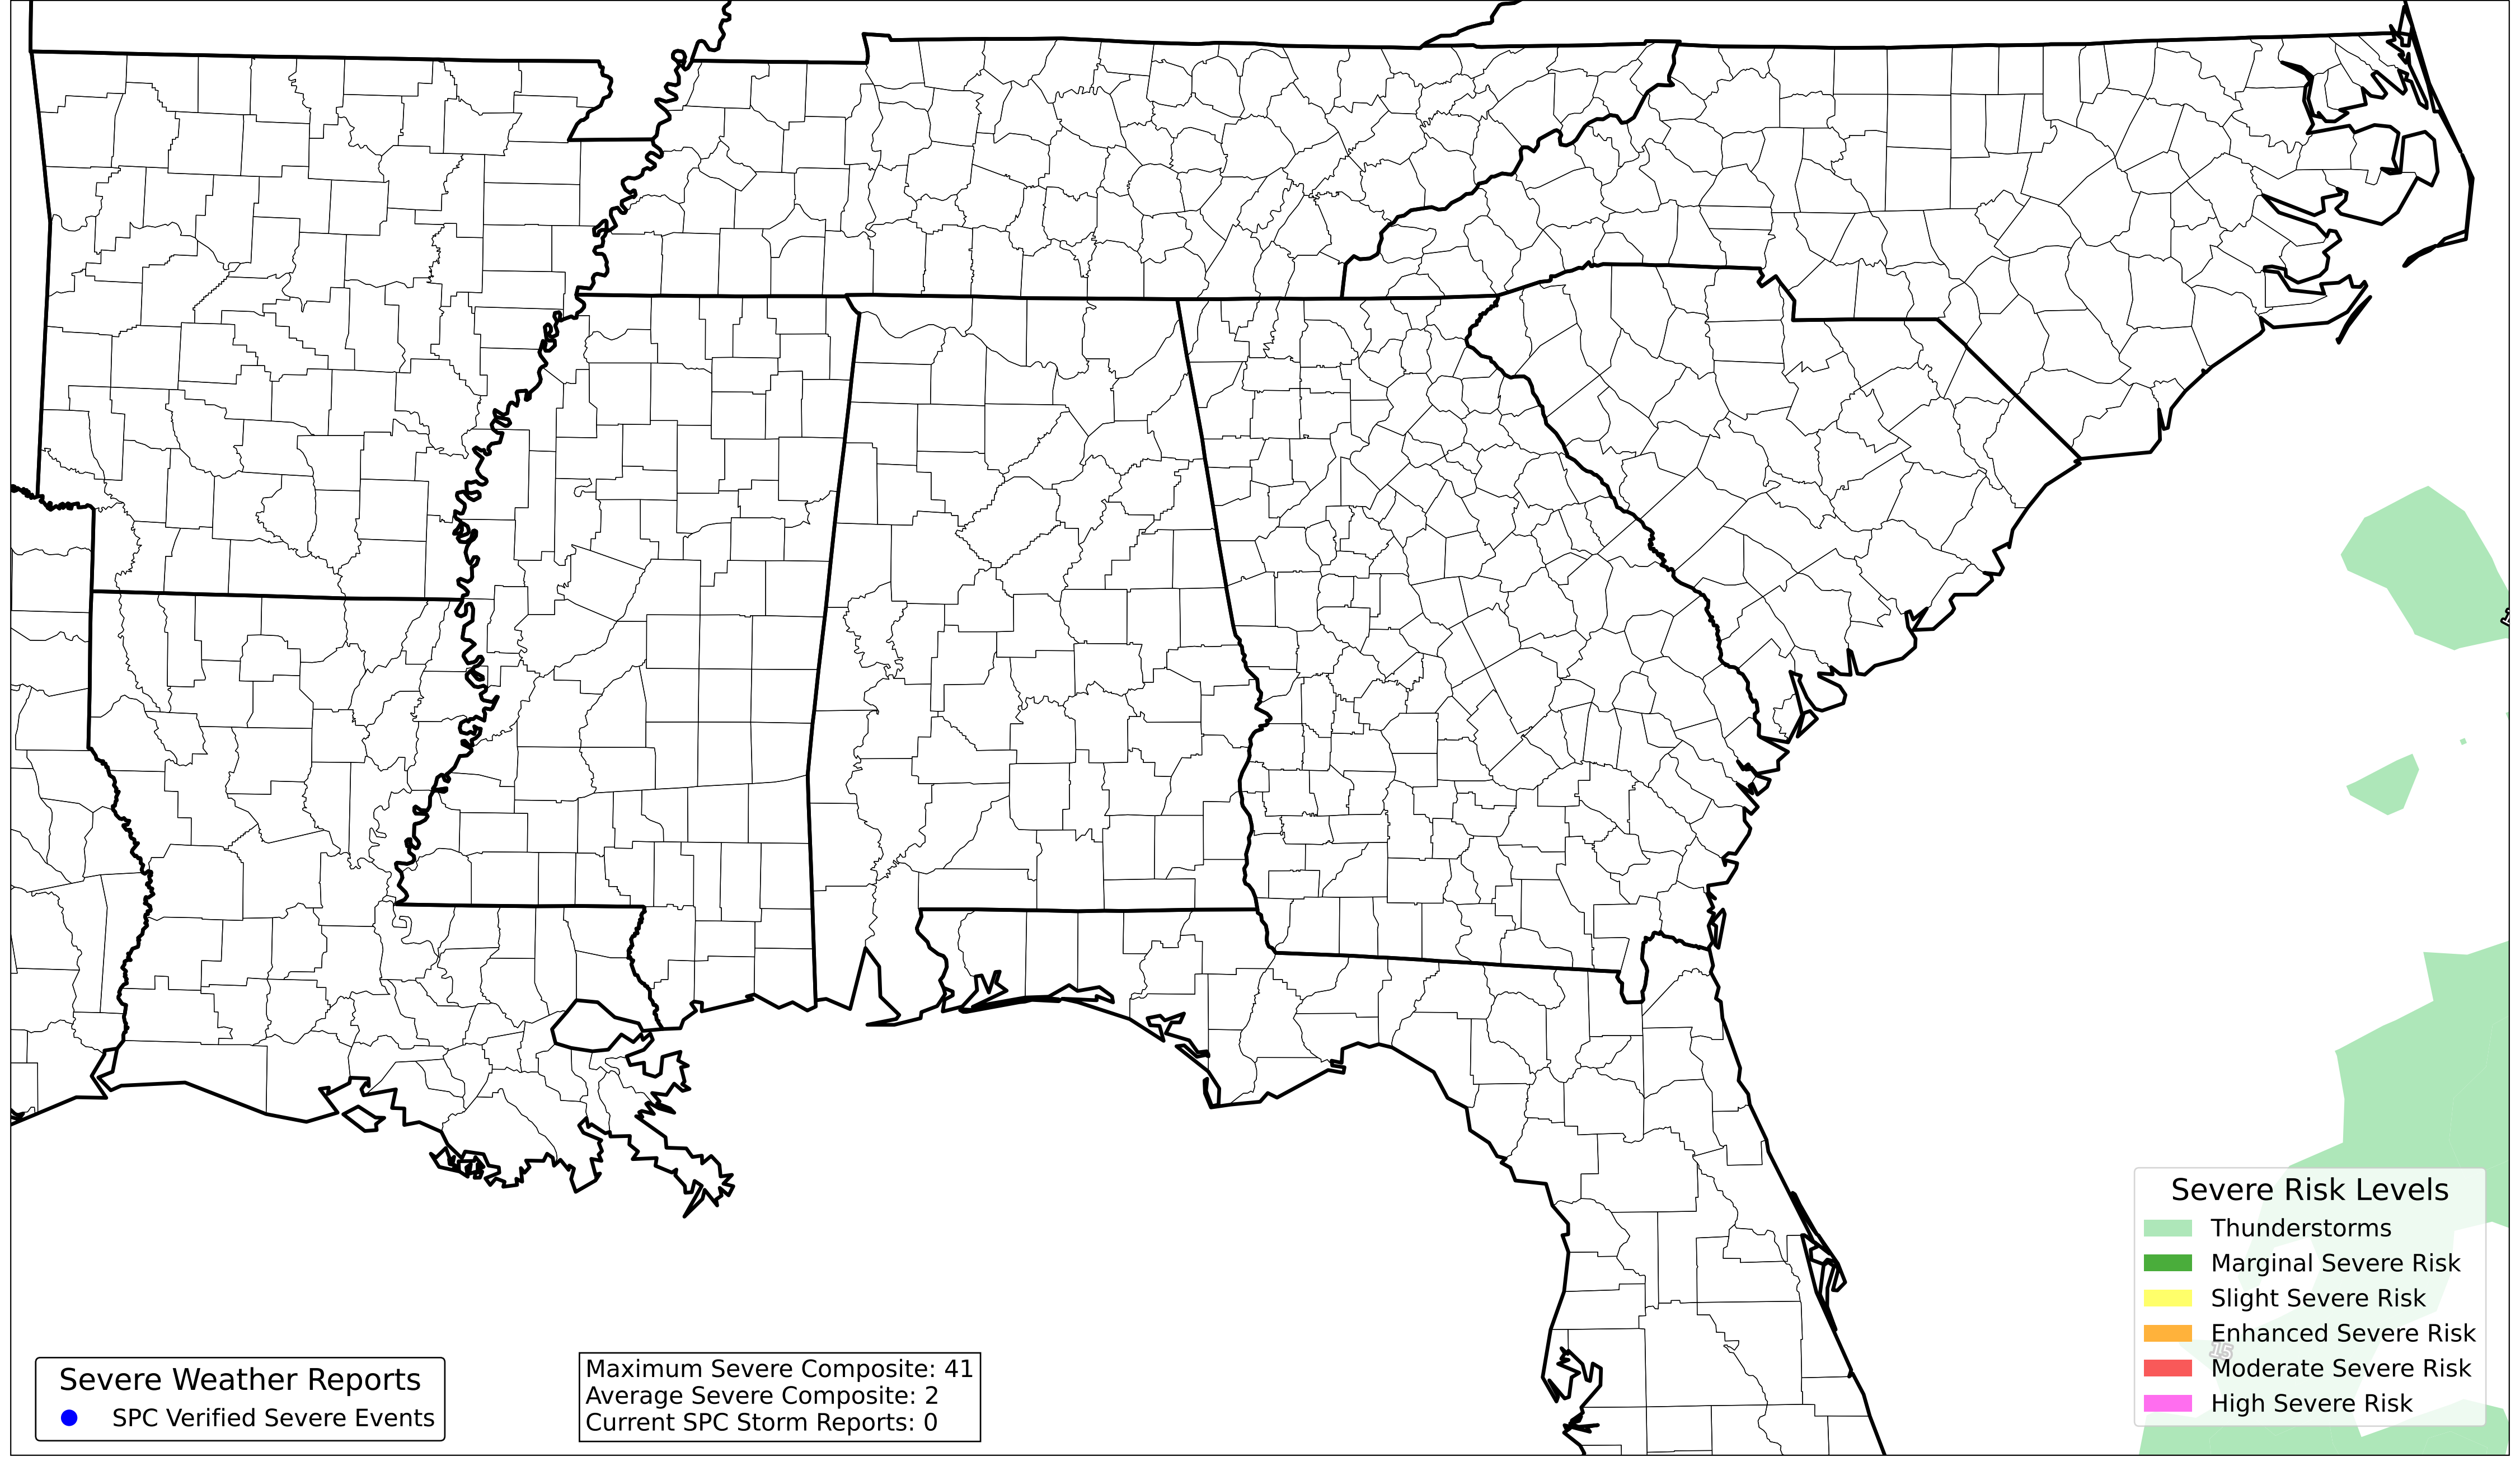 Severe Weather Reports
SPC Verified Severe Events
Maximum Severe Composite: 41
Average Severe Composite: 2
Current SPC Storm Reports: 0
Severe Risk Levels
Thunderstorms
Marginal Severe Risk
Slight Severe Risk
Enhanced Severe Risk
15
Moderate Severe Risk
High Severe Risk